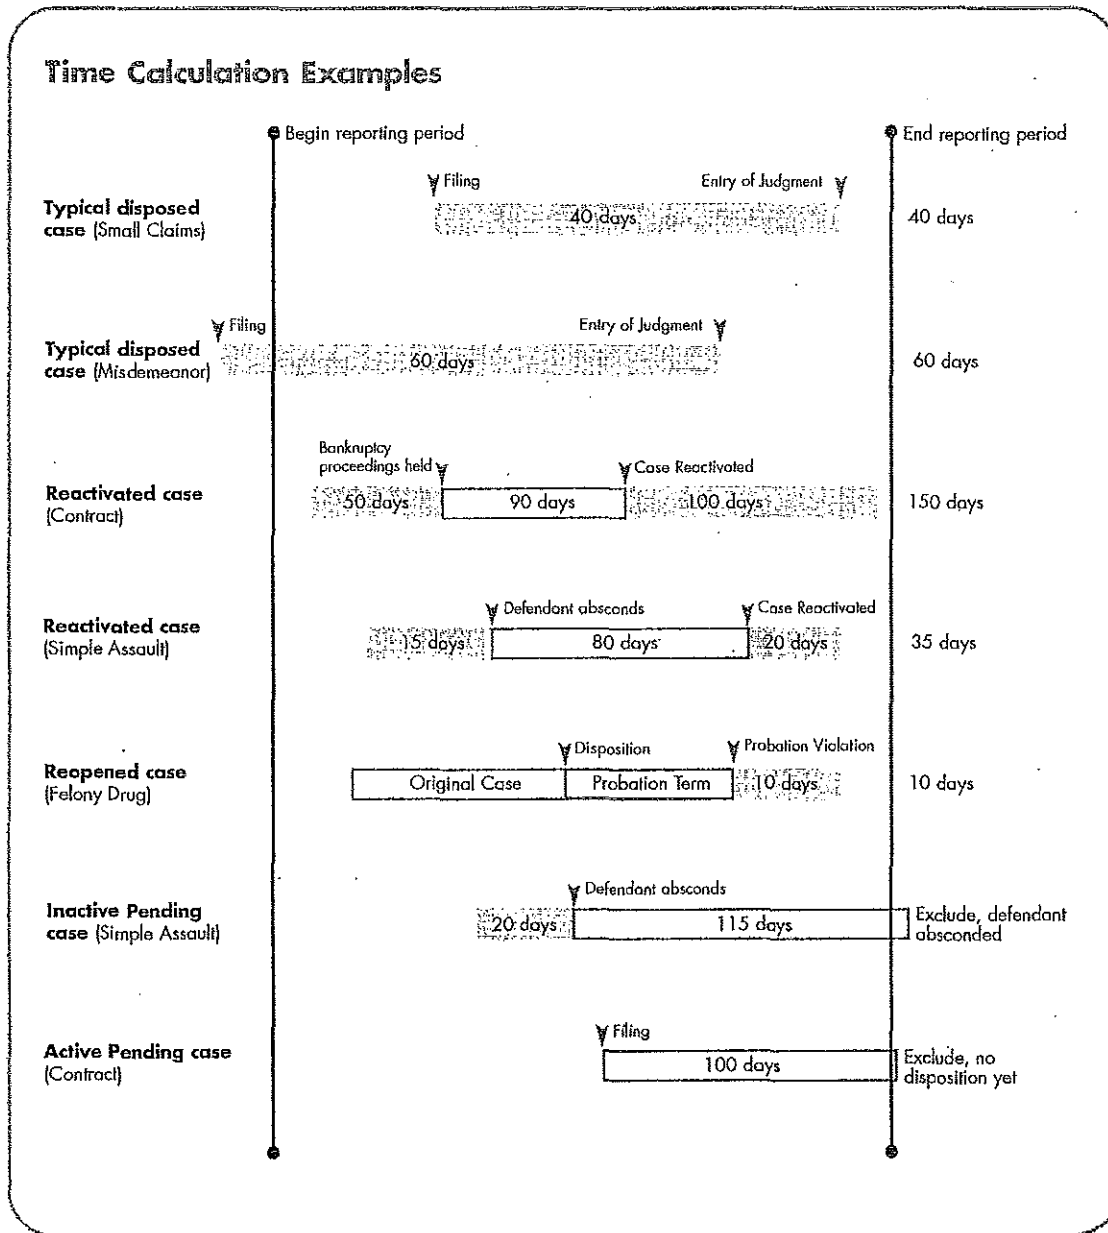 Time Calculation Examples
Begin reporting period
End reporting period
Filing
Entry of Judgment
Typical disposed
case (Small Claims)
40 days
40 days
Filing
Entry of Judgment
Typical disposed
case (Misdemeanor)
60 days
60 days
Bankruptcy
proceedings held
Case Reactivated
Reactivated case
(Contract)
50 days
90 days
100 days
150 days
Defendant absconds
Case Reactivated
Reactivated case
(Simple Assault)
15 days
80 days
20 days
35 days
Disposition
Probation Violation
Reopened case
(Felony Drug)
Original Case
Probation Term
10 days
10 days
Defendant absconds
Inactive Pending
case (Simple Assault)
20 days
115 days
Exclude, defendant
absconded
Filing
Active Pending case
(Contract)
100 days
Exclude, no
disposition yet